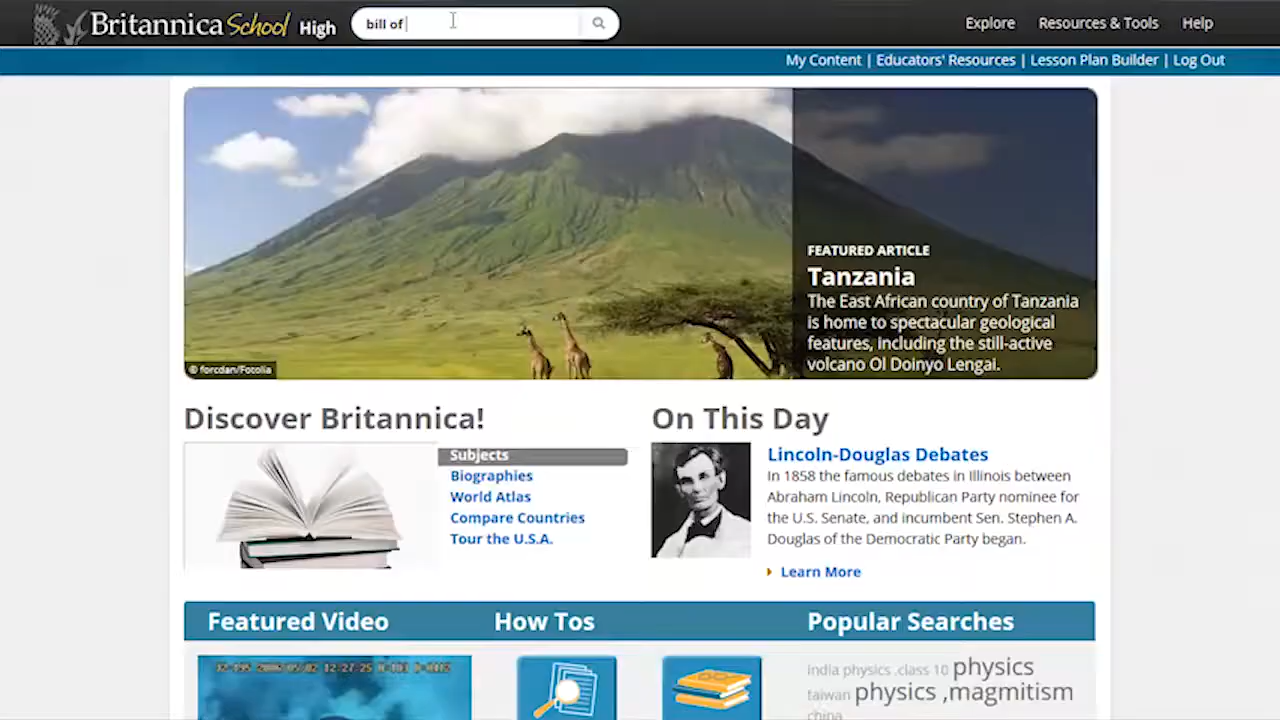 Britannica School High
bill of
Explore
Resources & Tools
Help
My Content | Educators' Resources | Lesson Plan Builder | Log Out
FEATURED ARTICLE
Tanzania
The East African country of Tanzania
is home to spectacular geological
features, including the still-active
volcano Ol Doinyo Lengai.
© forcdan/Fotolia
Discover Britannica!
Subjects
Biographies
World Atlas
Compare Countries
Tour the U.S.A.
On This Day
Lincoln-Douglas Debates
In 1858 the famous debates in Illinois between
Abraham Lincoln, Republican Party nominee for
the U.S. Senate, and incumbent Sen. Stephen A.
Douglas of the Democratic Party began.
Learn More
Featured Video
How Tos
Popular Searches
india physics .class 10 physics
taiwan physics ,magmitism
china